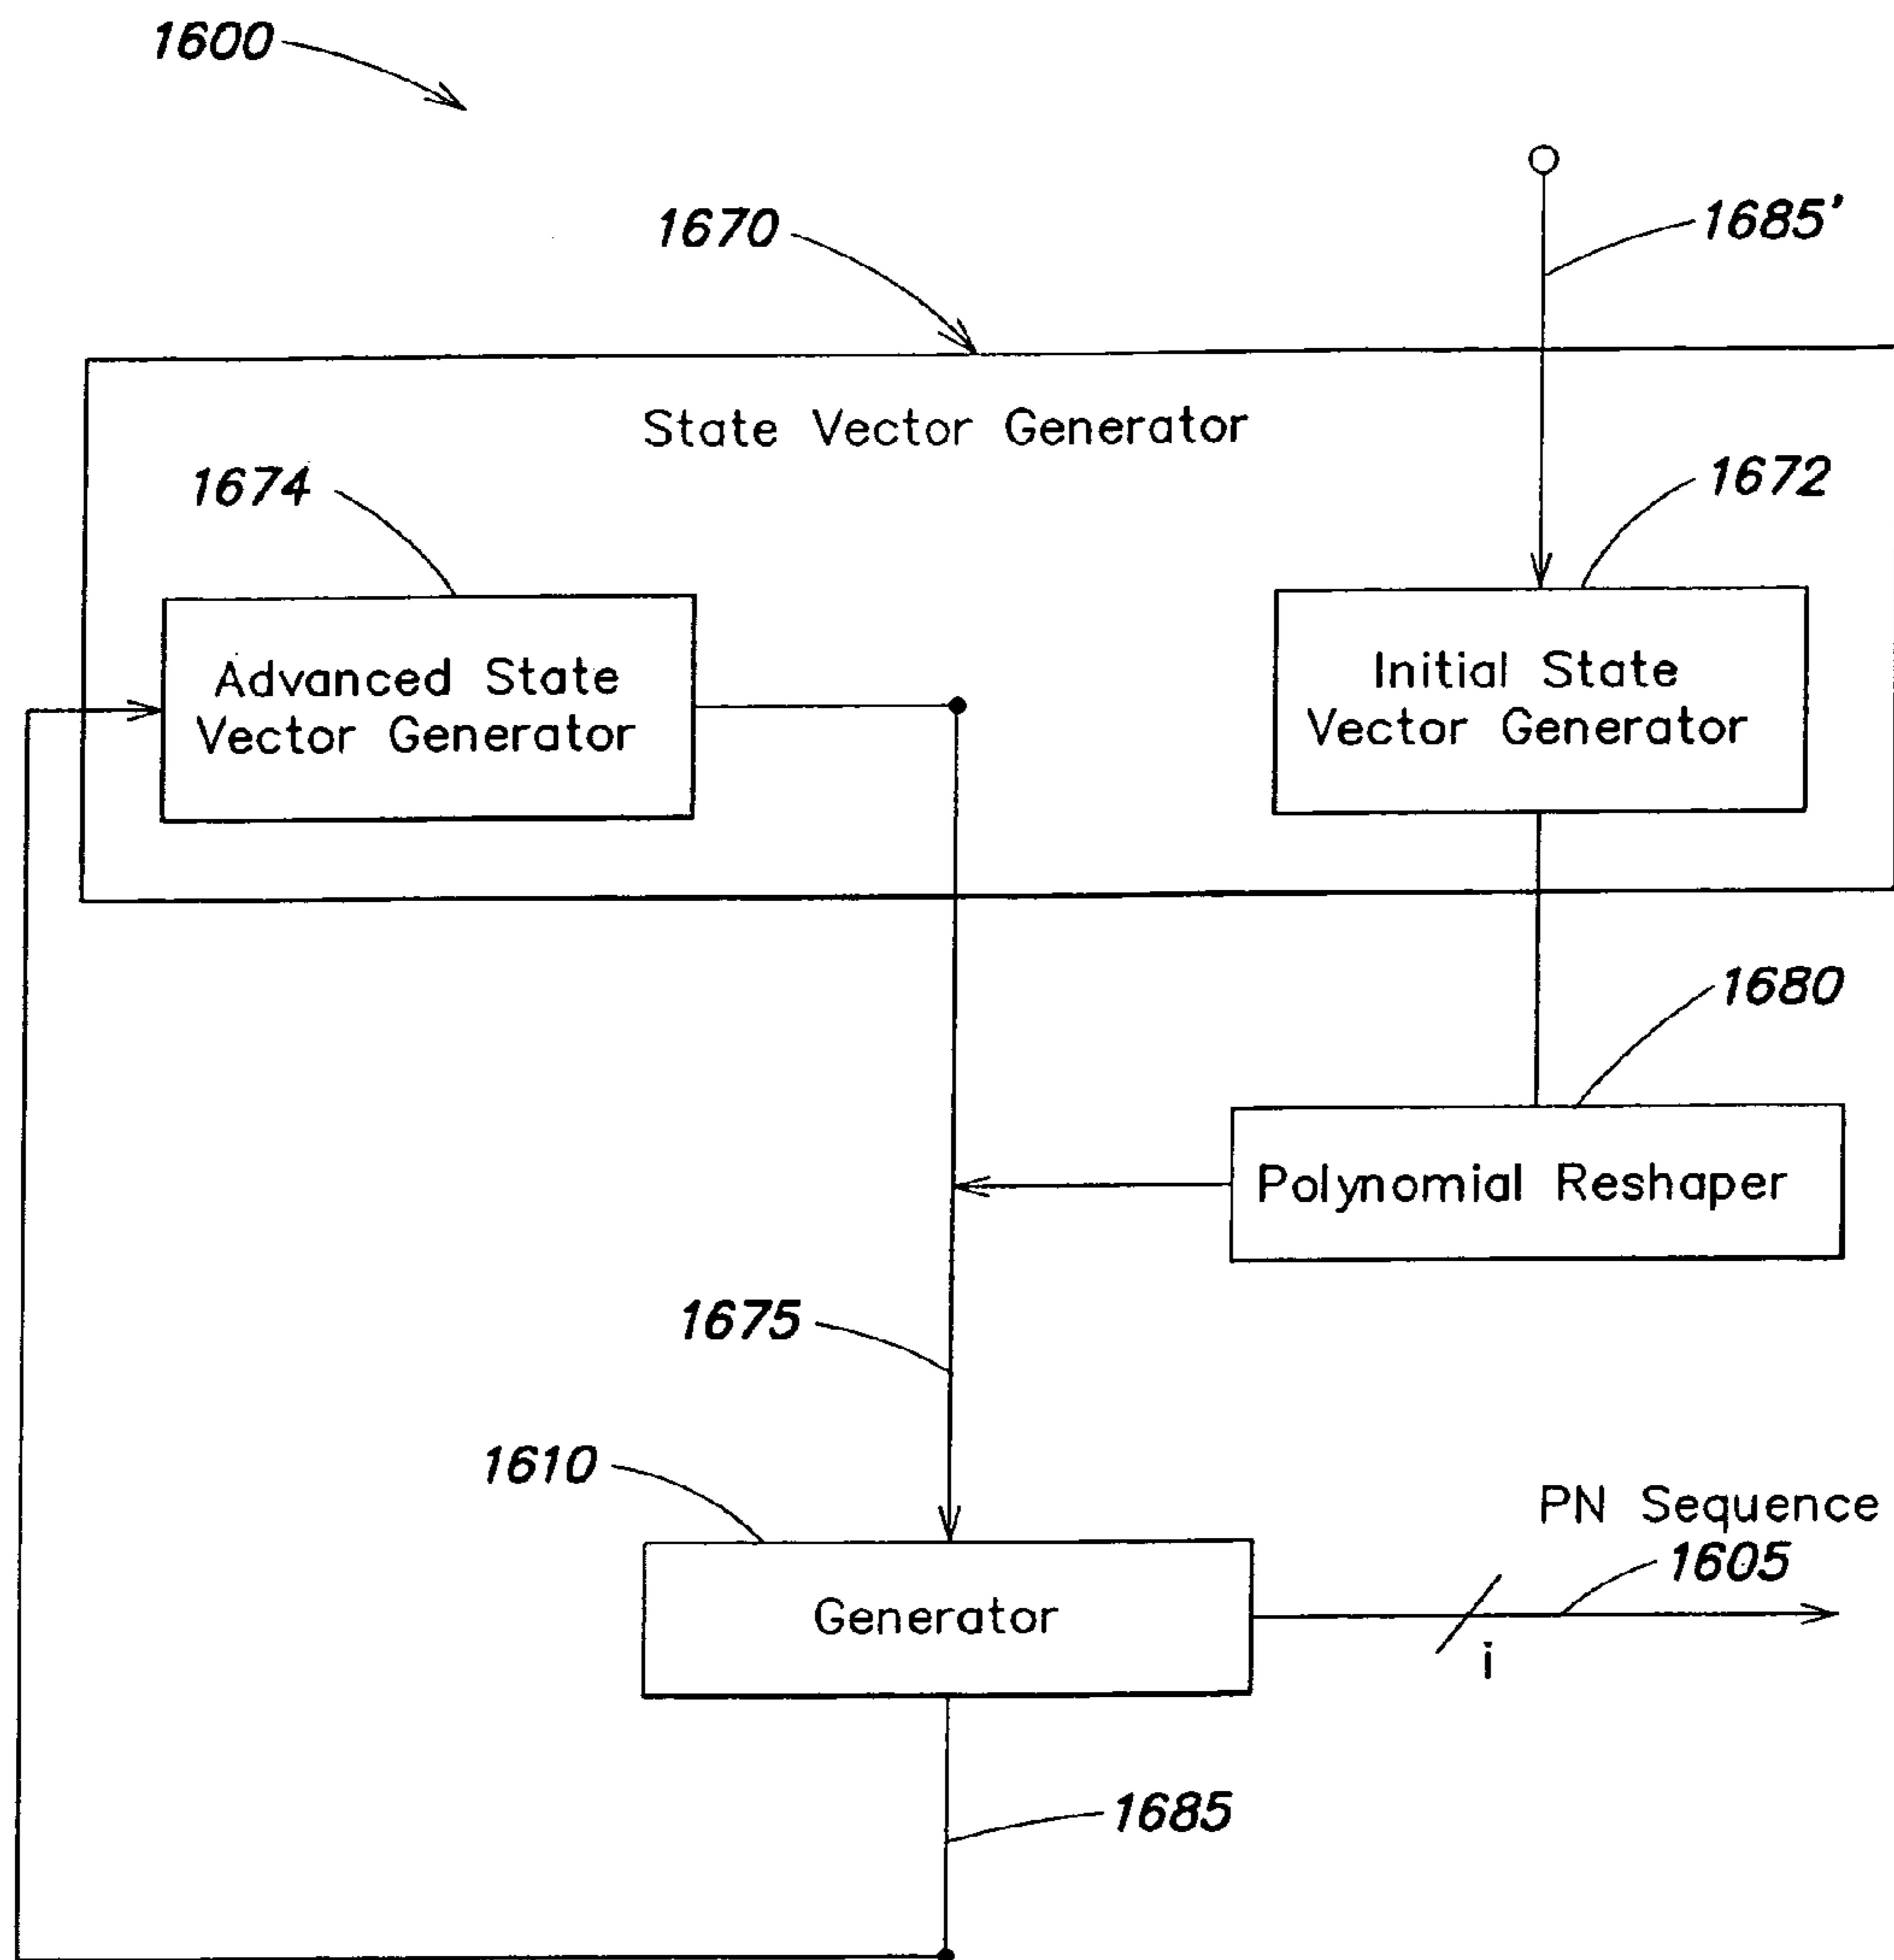 1600
1685'
1670
State Vector Generator
1674
1672
Advanced State
Vector Generator
Initial State
Vector Generator
1680
Polynomial Reshaper
1675
1610
PN Sequence
1605
Generator
i
1685